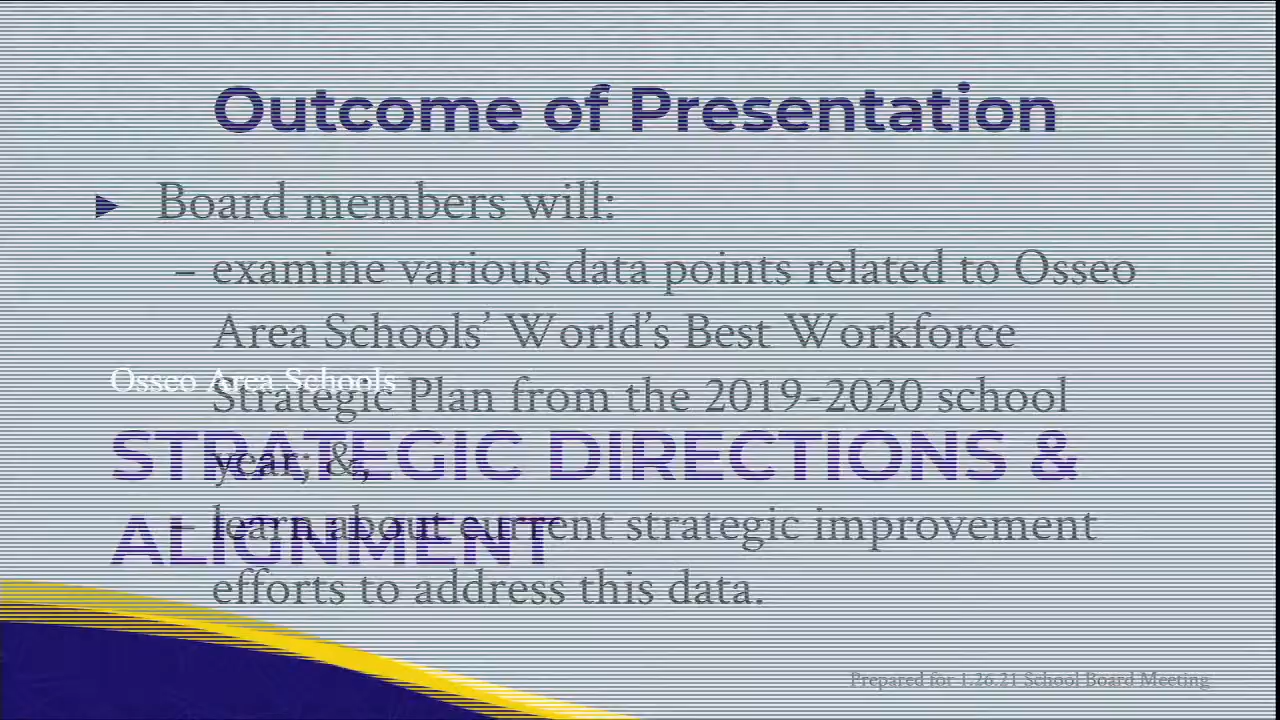 Outcome of Presentation
► Board members will:
– examine various data points related to Osseo
Area Schools’ World’s Best Workforce
Strategic Plan from the 2019-2020 school
year; &,
– learn about current strategic improvement
efforts to address this data.
Osseo Area Schools
STRATEGIC DIRECTIONS &
ALIGNMENT
Prepared for 1.26.21 School Board Meeting